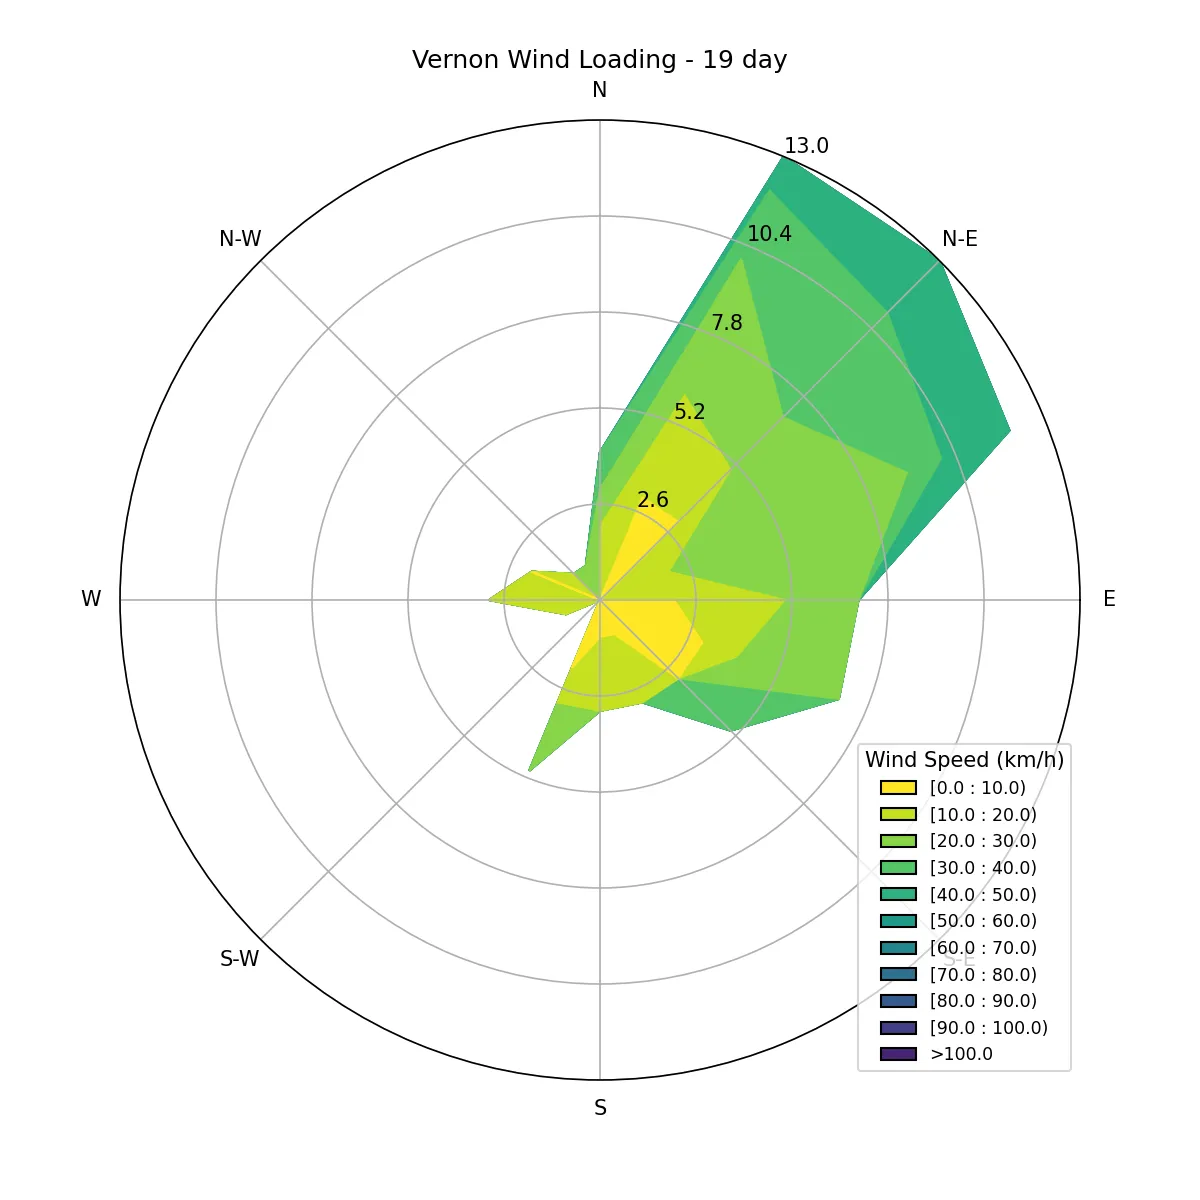 Vernon Wind Loading - 19 day
N
13.0
10.4
N-W
N-E
7.8
5.2
2.6
W
E
Wind Speed (km/h)
[0.0 : 10.0)
[10.0 : 20.0)
[20.0 : 30.0)
[30.0 : 40.0)
[40.0 : 50.0)
[50.0 : 60.0)
[60.0 : 70.0)
[70.0 : 80.0)
[80.0 : 90.0)
[90.0 : 100.0)
>100.0
S-W
S-E
S